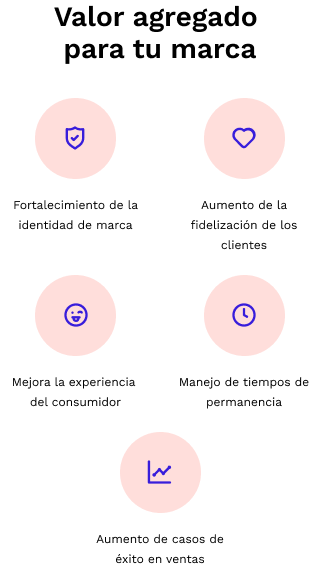 Valor agregado
para tu marca
Fortalecimiento de la
identidad de marca
Aumento de la
fidelización de los
clientes
Mejora la experiencia
del consumidor
Manejo de tiempos de
permanencia
Aumento de casos de
éxito en ventas